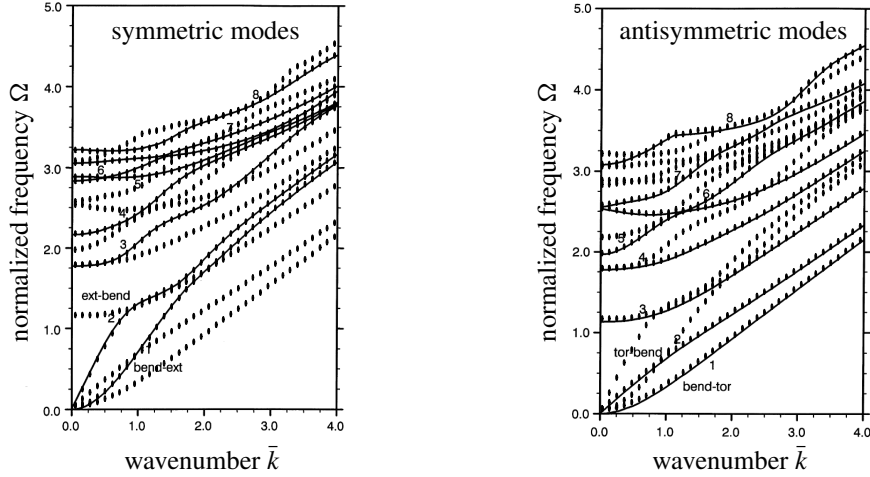 symmetric modes
normalized frequency Ω
5.0
4.0
3.0
2.0
1.0
0.0
8
7
6
5
4
3
ext-bend
2
1
bend-ext
0.0 1.0 2.0 3.0 4.0
wavenumber k̄
antisymmetric modes
normalized frequency Ω
5.0
4.0
3.0
2.0
1.0
0.0
8
7
6
5
4
3
2
tor-bend
1
bend-tor
0.0 1.0 2.0 3.0 4.0
wavenumber k̄